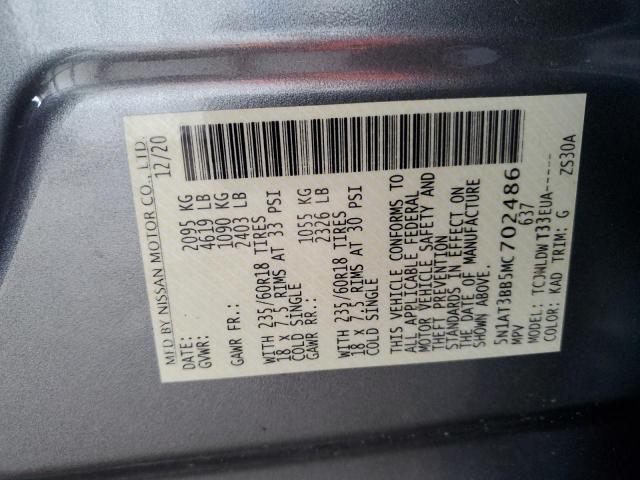 MFD BY NISSAN MOTOR CO., LTD.
DATE: 12/20
GVWR: 2095 KG
4619 LB
GAWR FR.: 1090 KG
2403 LB
WITH 235/60R18 TIRES
18 X 7.5 RIMS AT 33 PSI
COLD SINGLE
GAWR RR.: 1055 KG
2326 LB
WITH 235/60R18 TIRES
18 X 7.5 RIMS AT 30 PSI
COLD SINGLE
THIS VEHICLE CONFORMS TO
ALL APPLICABLE FEDERAL
MOTOR VEHICLE SAFETY AND
THEFT PREVENTION
STANDARDS IN EFFECT ON
THE DATE OF MANUFACTURE
SHOWN ABOVE.
5N1AT3BB5MC702486
MPV 637
MODEL: TCJWLDWT33EUA-----
COLOR: KAD TRIM: G ZS30A